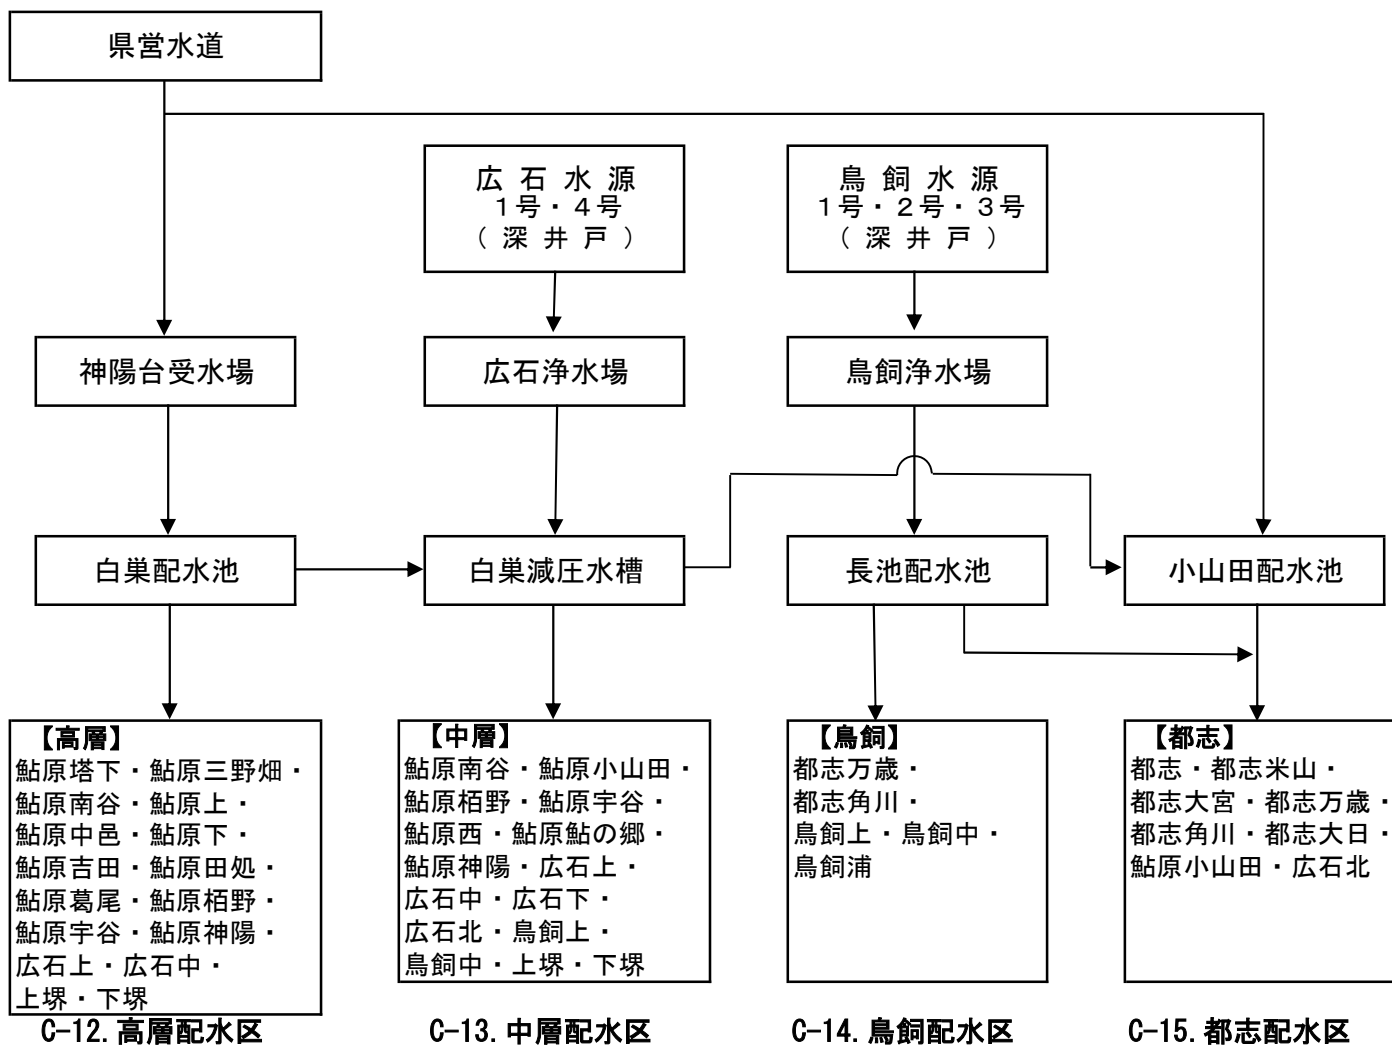 県営水道
広石水源
1号・4号
(深井戸)
鳥飼水源
1号・2号・3号
(深井戸)
神陽台受水場
広石浄水場
鳥飼浄水場
白巣配水池
白巣減圧水槽
長池配水池
小山田配水池
【高層】
鮎原塔下・鮎原三野畑・
鮎原南谷・鮎原上・
鮎原中邑・鮎原下・
鮎原吉田・鮎原田処・
鮎原葛尾・鮎原栢野・
鮎原宇谷・鮎原神陽・
広石上・広石中・
上堺・下堺
【中層】
鮎原南谷・鮎原小山田・
鮎原栢野・鮎原宇谷・
鮎原西・鮎原鮎の郷・
鮎原神陽・広石上・
広石中・広石下・
広石北・鳥飼上・
鳥飼中・上堺・下堺
【鳥飼】
都志万歳・
都志角川・
鳥飼上・鳥飼中・
鳥飼浦
【都志】
都志・都志米山・
都志大宮・都志万歳・
都志角川・都志大日・
鮎原小山田・広石北
C-12.高層配水区
C-13.中層配水区
C-14.鳥飼配水区
C-15.都志配水区